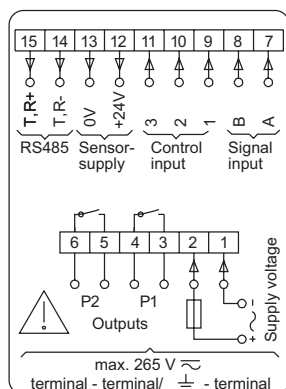 15 14 13 12 11 10 9 8 7
T,R+ T,R- 0V +24V 3 2 1 B A
RS485 Sensor-supply Control input Signal input
6 5 4 3 2 1
P2 P1
Outputs
- +
Supply voltage
max. 265 V
terminal - terminal/ - terminal